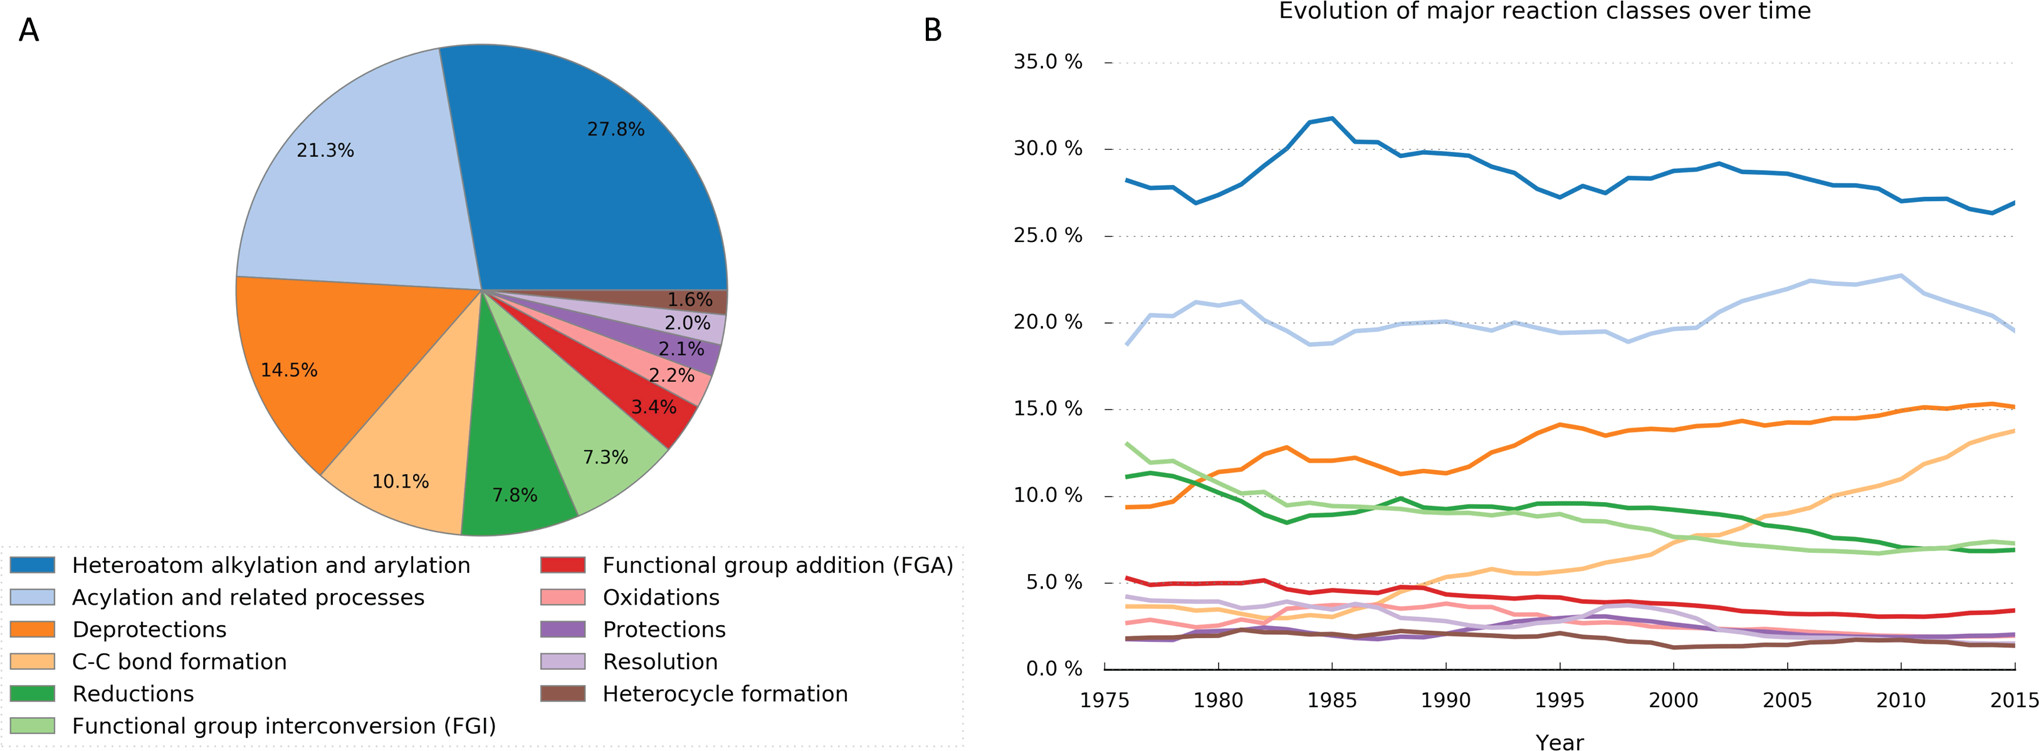 A
27.8%
21.3%
14.5%
10.1%
7.8%
7.3%
3.4%
2.2%
2.1%
2.0%
1.6%
Heteroatom alkylation and arylation
Acylation and related processes
Deprotections
C-C bond formation
Reductions
Functional group interconversion (FGI)
Functional group addition (FGA)
Oxidations
Protections
Resolution
Heterocycle formation
B
Evolution of major reaction classes over time
35.0 %
30.0 %
25.0 %
20.0 %
15.0 %
10.0 %
5.0 %
0.0 %
1975 1980 1985 1990 1995 2000 2005 2010 2015
Year